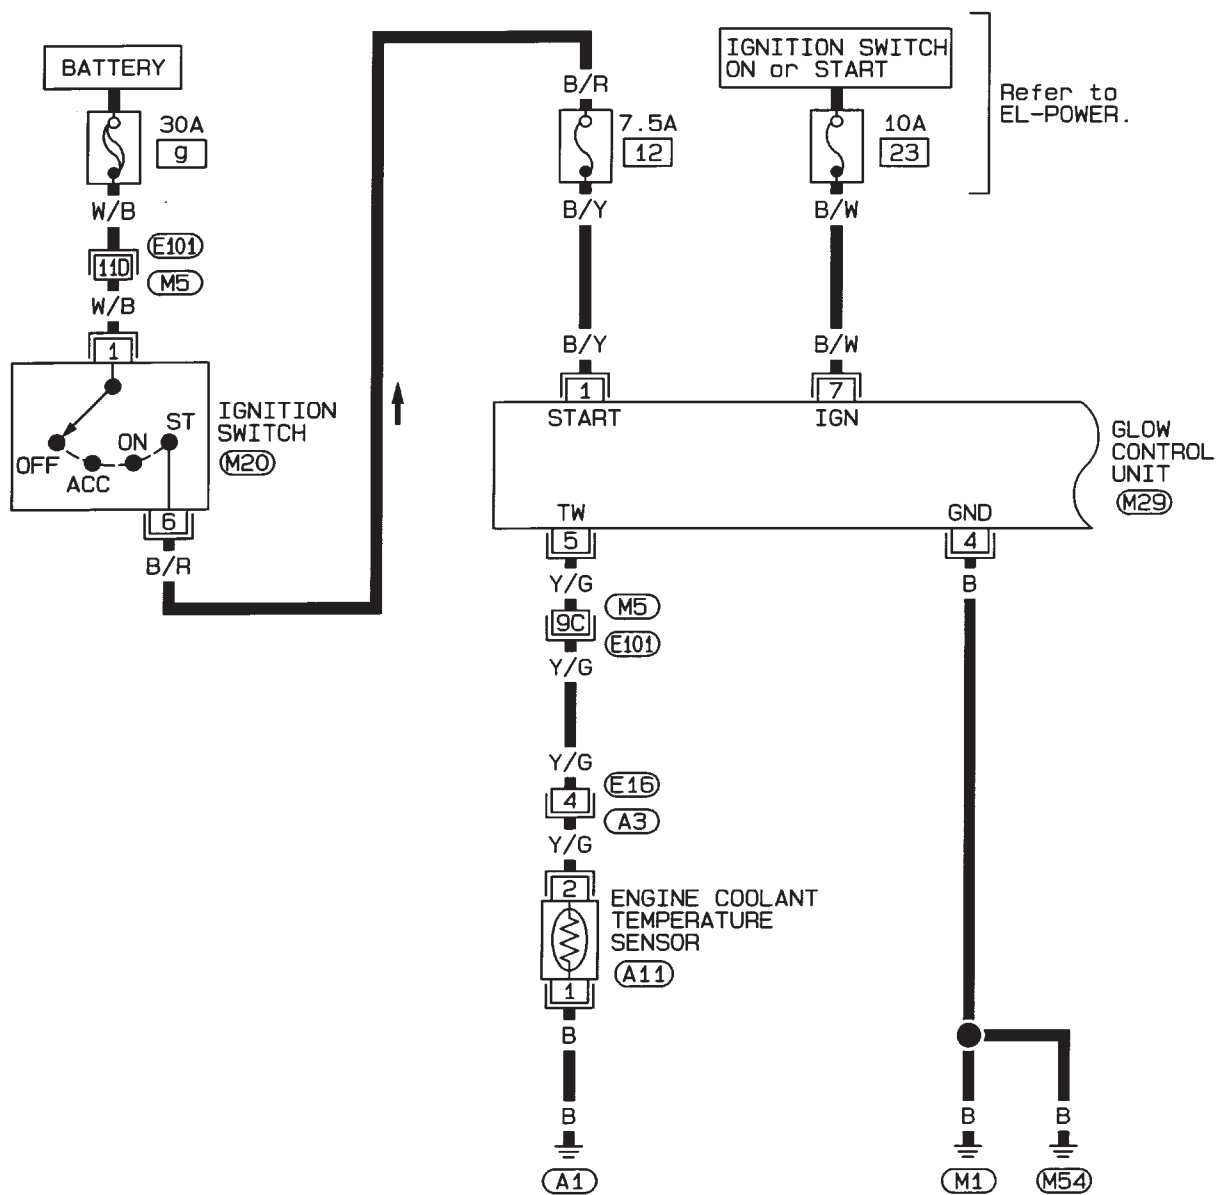 BATTERY
30A
g
W/B
11D
E101
M5
W/B
1
OFF
ACC
ON
ST
IGNITION
SWITCH
M20
6
B/R
B/R
7.5A
12
B/Y
B/Y
1
START
IGNITION SWITCH
ON or START
10A
23
B/W
B/W
7
IGN
Refer to
EL-POWER.
GLOW
CONTROL
UNIT
M29
TW
5
Y/G
9C
M5
E101
Y/G
Y/G
4
E16
A3
Y/G
2
ENGINE COOLANT
TEMPERATURE
SENSOR
A11
1
B
B
A1
GND
4
B
B
M1
B
M54